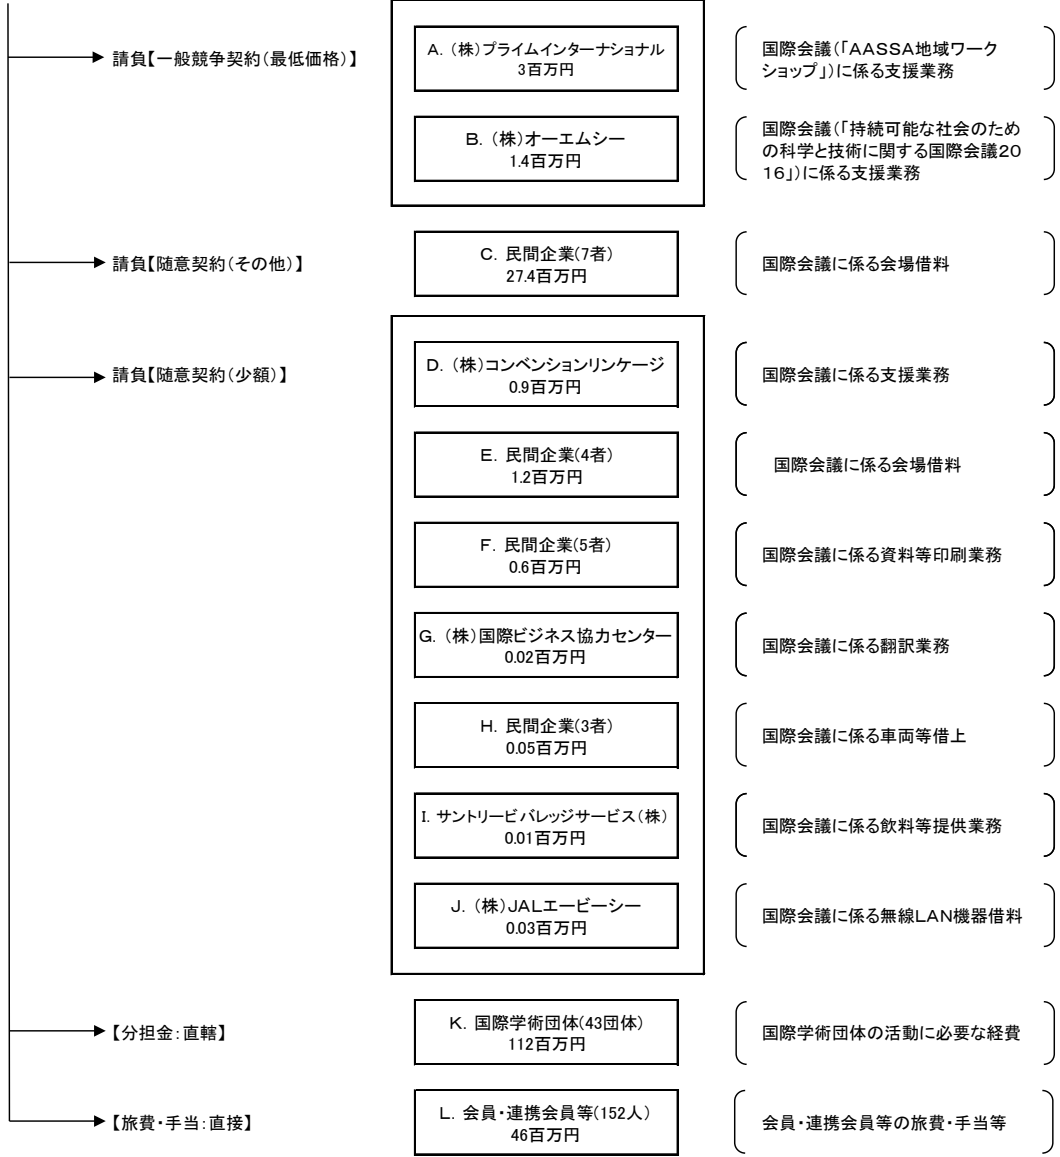 請負【一般競争契約（最低価格）】
A. （株）プライムインターナショナル
3百万円
国際会議（「AASSA地域ワーク
ショップ」）に係る支援業務
B. （株）オーエムシー
1.4百万円
国際会議（「持続可能な社会のため
の科学と技術に関する国際会議20
16」）に係る支援業務
請負【随意契約（その他）】
C. 民間企業(7者)
27.4百万円
国際会議に係る会場借料
請負【随意契約（少額）】
D. （株）コンベンションリンケージ
0.9百万円
国際会議に係る支援業務
E. 民間企業(4者)
1.2百万円
国際会議に係る会場借料
F. 民間企業(5者)
0.6百万円
国際会議に係る資料等印刷業務
G. （株）国際ビジネス協力センター
0.02百万円
国際会議に係る翻訳業務
H. 民間企業(3者)
0.05百万円
国際会議に係る車両等借上
I. サントリービバレッジサービス（株）
0.01百万円
国際会議に係る飲料等提供業務
J. （株）JALエービーシー
0.03百万円
国際会議に係る無線LAN機器借料
【分担金：直轄】
K. 国際学術団体(43団体)
112百万円
国際学術団体の活動に必要な経費
【旅費・手当：直接】
L. 会員・連携会員等(152人)
46百万円
会員・連携会員等の旅費・手当等